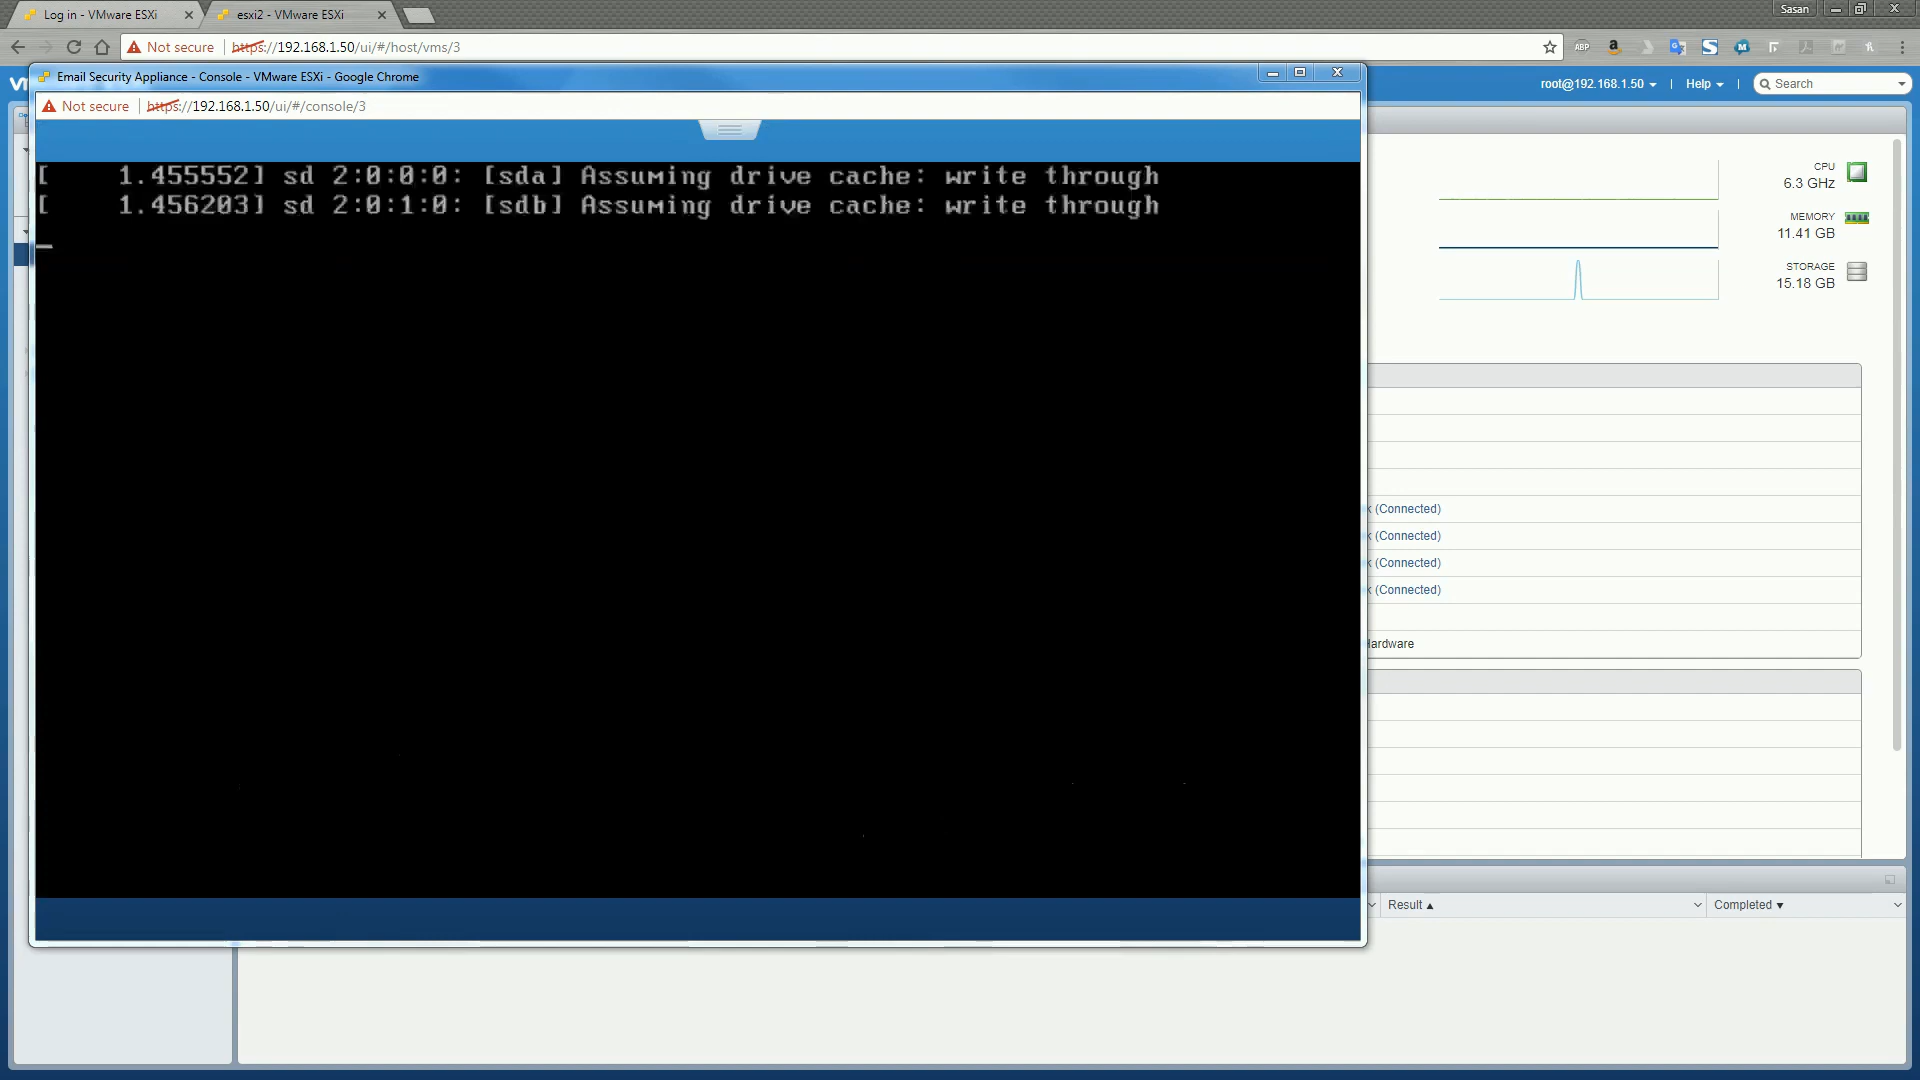 Log in - VMware ESXi
esxi2 - VMware ESXi
Sasan
Not secure
https://192.168.1.50/ui/#/host/vms/3
ABP
Email Security Appliance - Console - VMware ESXi - Google Chrome
root@192.168.1.50
Help
Search
Not secure
https://192.168.1.50/ui/#/console/3
[    1.455552] sd 2:0:0:0: [sda] Assuming drive cache: write through
[    1.456203] sd 2:0:1:0: [sdb] Assuming drive cache: write through
_
CPU
6.3 GHz
MEMORY
11.41 GB
STORAGE
15.18 GB
k (Connected)
k (Connected)
k (Connected)
k (Connected)
Hardware
Result
Completed